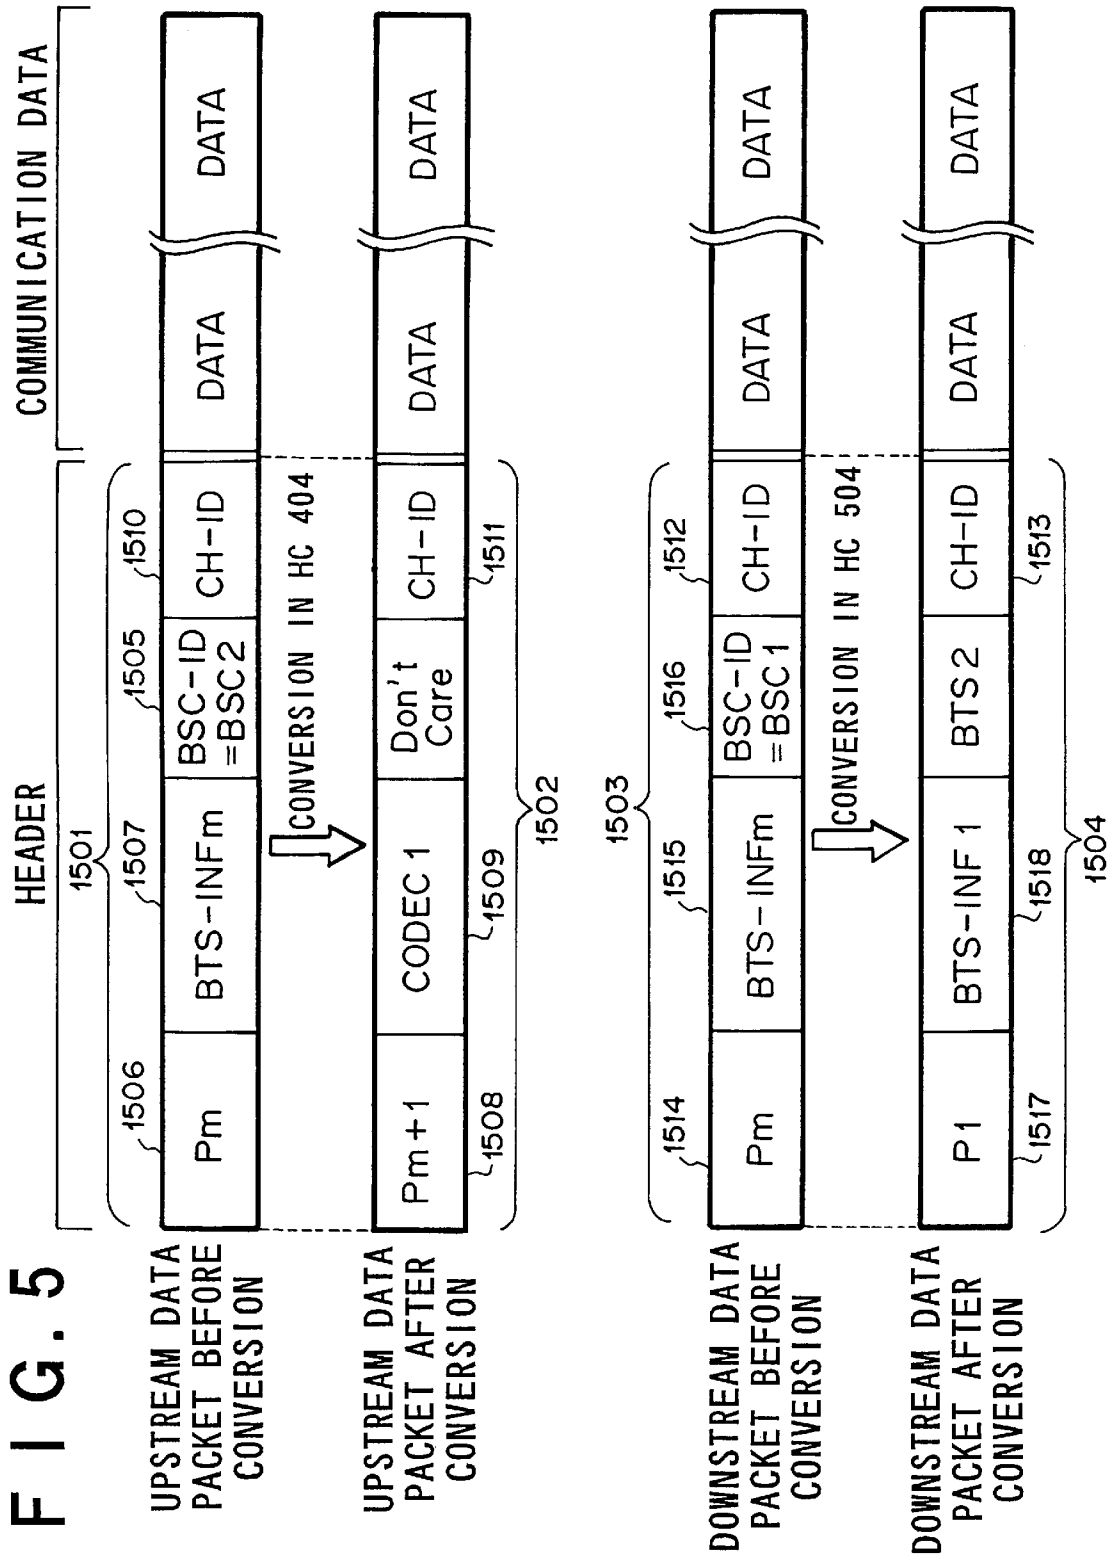 FIG. 5
HEADER
COMMUNICATION DATA
1501
1506
1507
1505
1510
UPSTREAM DATA
PACKET BEFORE
CONVERSION
Pm
BTS-INFm
BSC-ID
=BSC2
CH-ID
DATA
DATA
CONVERSION IN HC 404
UPSTREAM DATA
PACKET AFTER
CONVERSION
Pm+1
CODEC 1
Don't
Care
CH-ID
DATA
DATA
1508
1509
1511
1502
1503
1514
1515
1516
1512
DOWNSTREAM DATA
PACKET BEFORE
CONVERSION
Pm
BTS-INFm
BSC-ID
=BSC1
CH-ID
DATA
DATA
CONVERSION IN HC 504
DOWNSTREAM DATA
PACKET AFTER
CONVERSION
P1
BTS-INF 1
BTS2
CH-ID
DATA
DATA
1517
1518
1513
1504